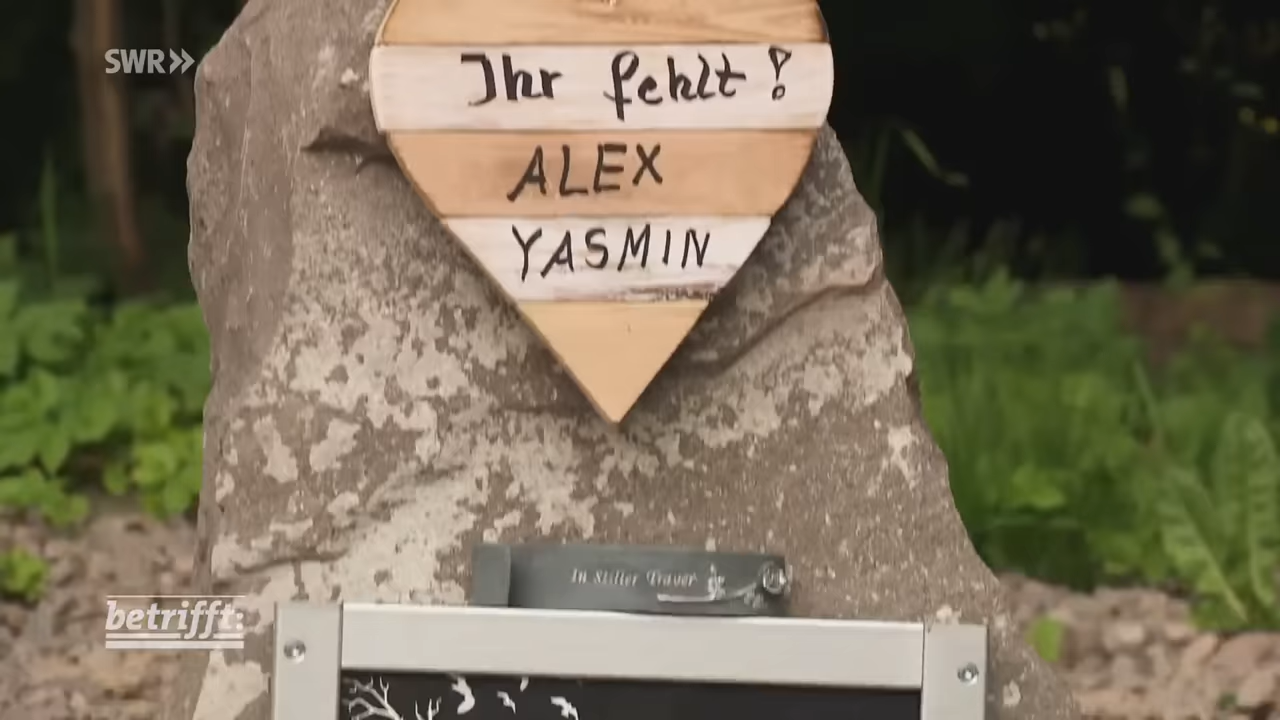 SWR»
Ihr fehlt!
ALEX
YASMIN
In Stiller Trauer
betrifft: